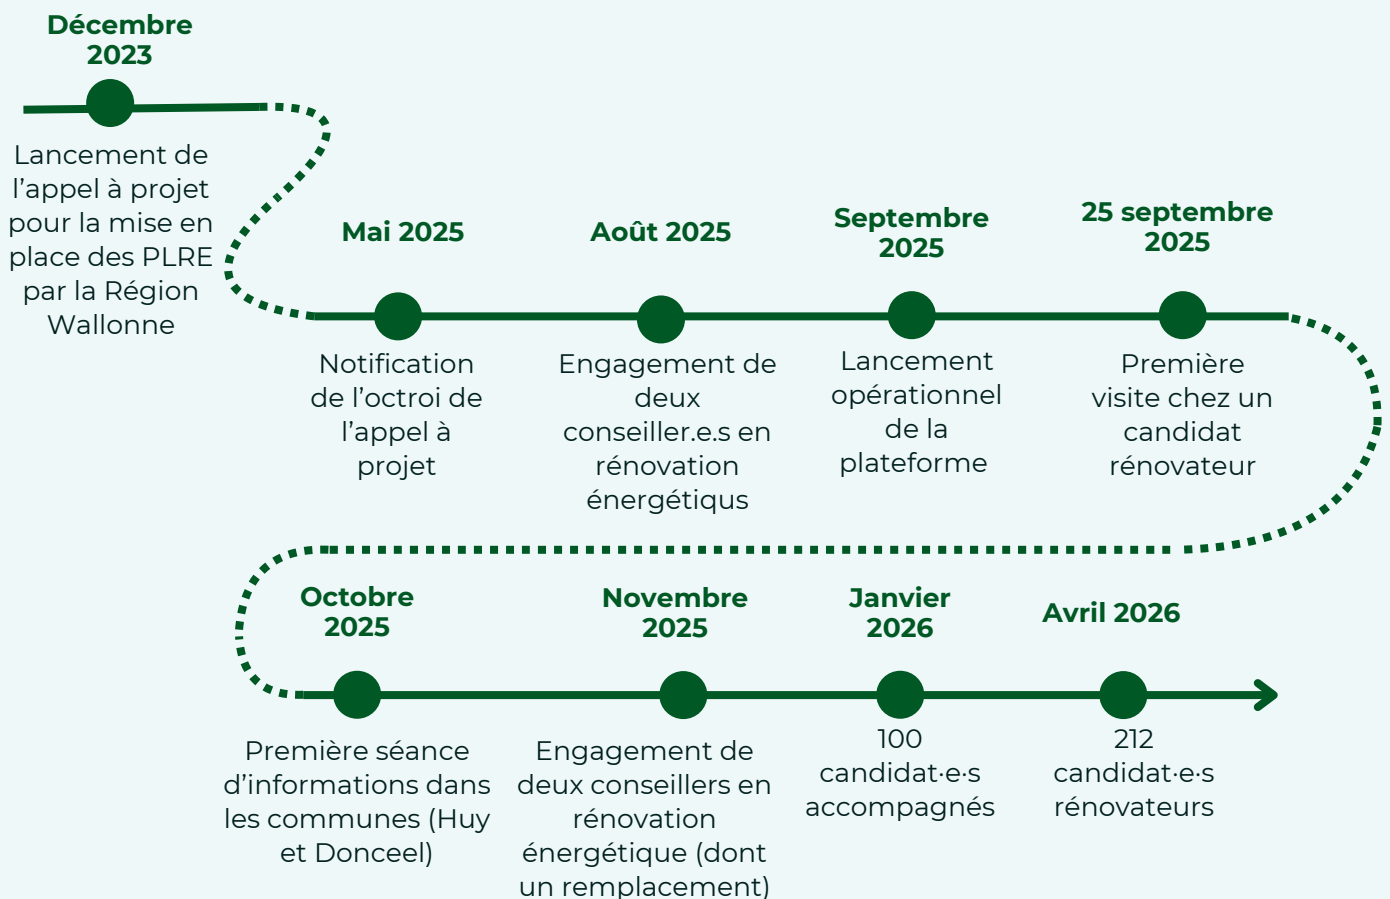 Décembre
2023
Lancement de
l’appel à projet
pour la mise en
place des PLRE
par la Région
Wallonne
Mai 2025
Notification
de l’octroi de
l’appel à
projet
Août 2025
Engagement de
deux
conseiller.e.s en
rénovation
énergétiqus
Septembre
2025
Lancement
opérationnel
de la
plateforme
25 septembre
2025
Première
visite chez un
candidat
rénovateur
Octobre
2025
Première séance
d’informations dans
les communes (Huy
et Donceel)
Novembre
2025
Engagement de
deux conseillers en
rénovation
énergétique (dont
un remplacement)
Janvier
2026
100
candidat·e·s
accompagnés
Avril 2026
212
candidat·e·s
rénovateurs